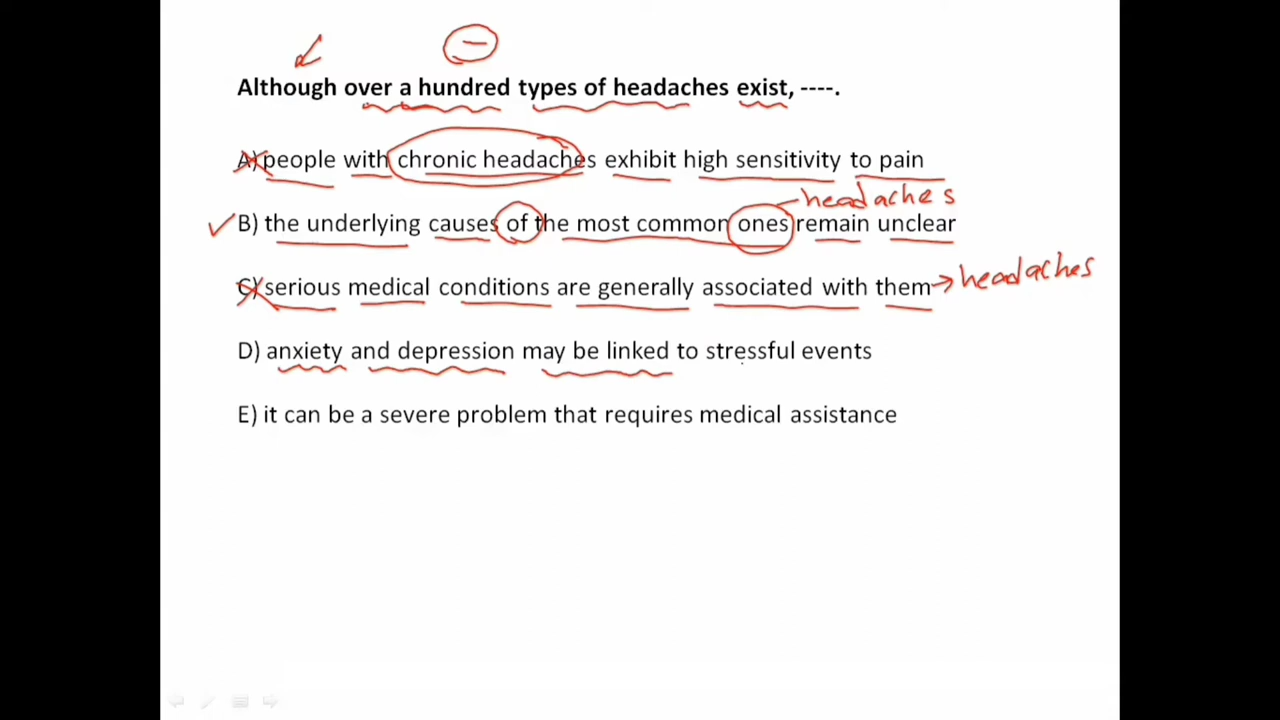 Although over a hundred types of headaches exist, ----.
A) people with chronic headaches exhibit high sensitivity to pain
headaches
B) the underlying causes of the most common ones remain unclear
C) serious medical conditions are generally associated with them → headaches
D) anxiety and depression may be linked to stressful events
E) it can be a severe problem that requires medical assistance